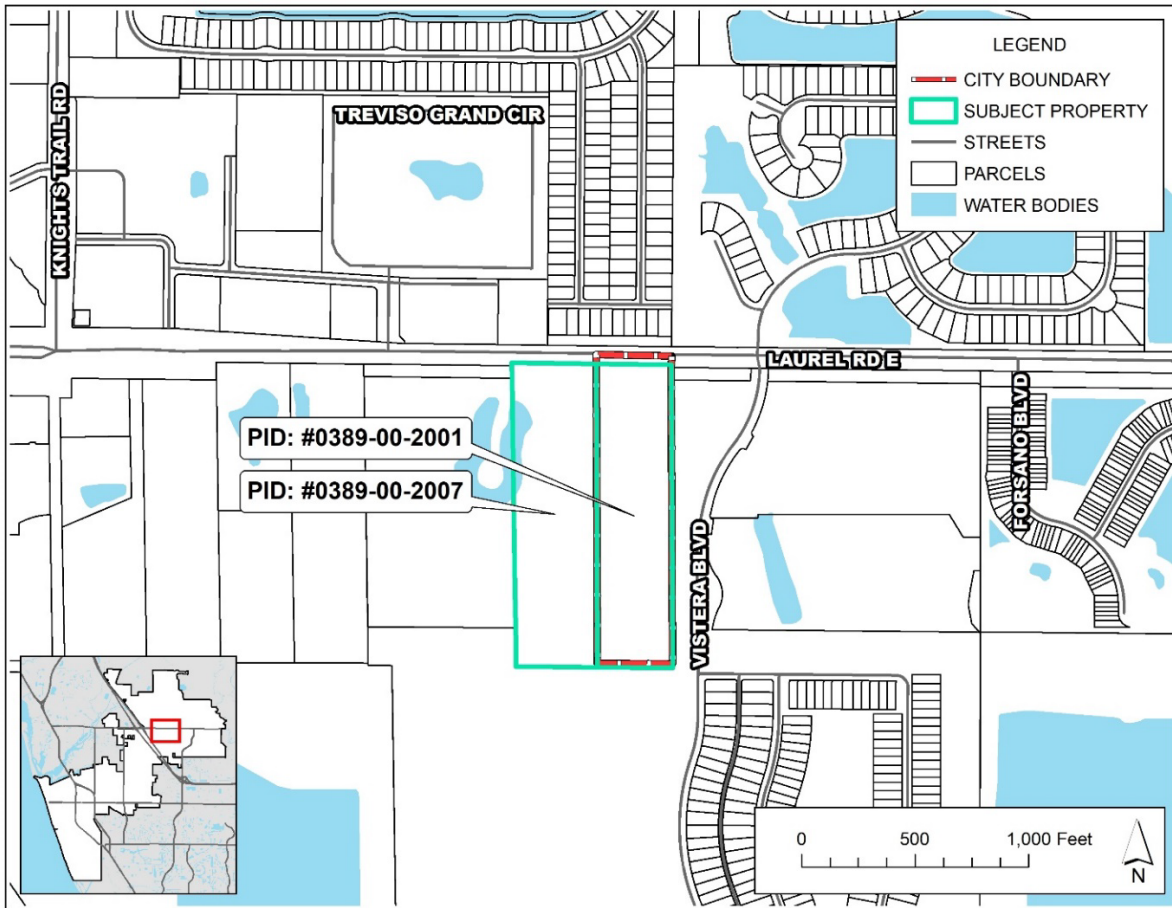 LEGEND
CITY BOUNDARY
SUBJECT PROPERTY
STREETS
PARCELS
WATER BODIES
KNIGHTS TRAIL RD
TREVISO GRAND CIR
LAUREL RD E
FORSANO BLVD
PID: #0389-00-2001
PID: #0389-00-2007
VISTERA BLVD
0 500 1,000 Feet
N